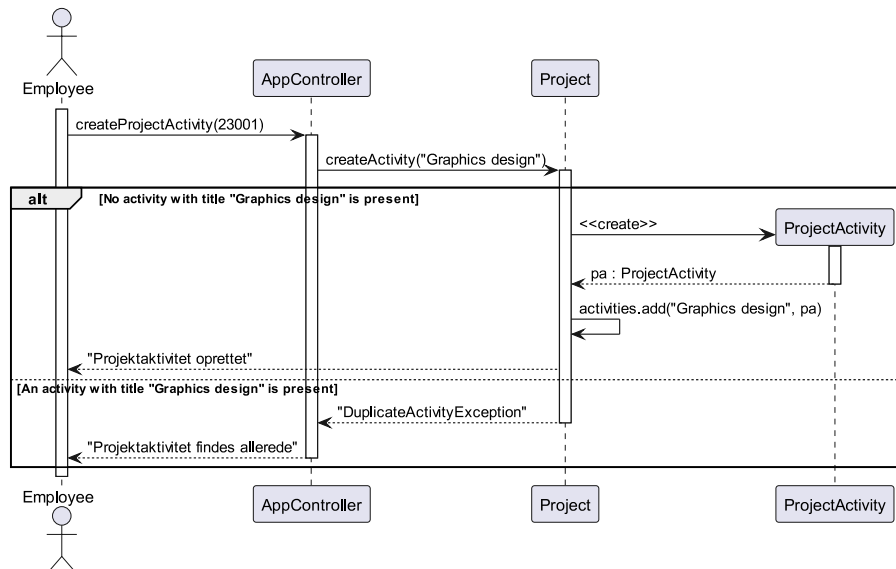 Employee
AppController
Project
createProjectActivity(23001)
createActivity("Graphics design")
alt
[No activity with title "Graphics design" is present]
<<create>>
ProjectActivity
pa : ProjectActivity
activities.add("Graphics design", pa)
"Projektaktivitet oprettet"
[An activity with title "Graphics design" is present]
"DuplicateActivityException"
"Projektaktivitet findes allerede"
Employee
AppController
Project
ProjectActivity